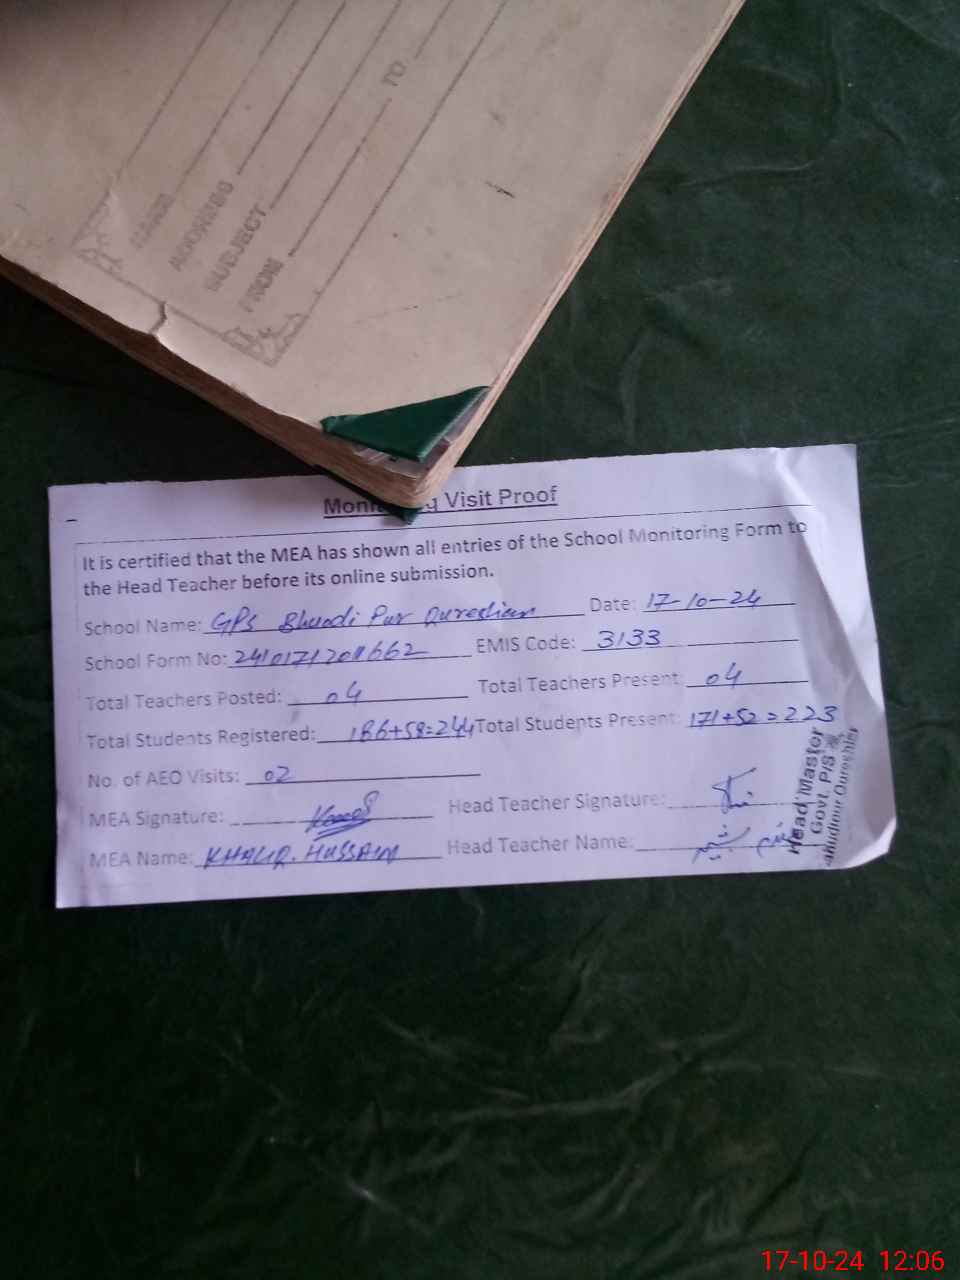 ADDRESS
SUBJECT
FROM TO
Visit Proof
It is certified that the MEA has shown all entries of the School Monitoring Form to
the Head Teacher before its online submission.
School Name: GPS Pur Qureshian Date: 17-10-24
School Form No: EMIS Code: 3133
Total Teachers Posted: 04 Total Teachers Present: 04
Total Students Registered: 186+58=244 Total Students Present: 171+52=223
No. of AEO Visits: 02
MEA Signature: Head Teacher Signature:
MEA Name: KHALIQ. HUSSAIN Head Teacher Name:
Head Master
Govt. P/S
17-10-24 12:06